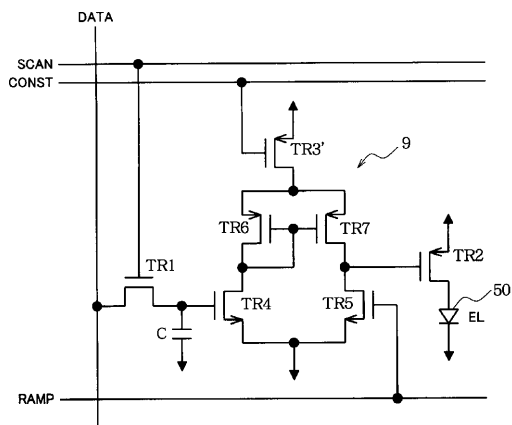 DATA
SCAN
CONST
TR3'
9
TR6
TR7
TR2
TR1
TR4
TR5
50
EL
C
RAMP